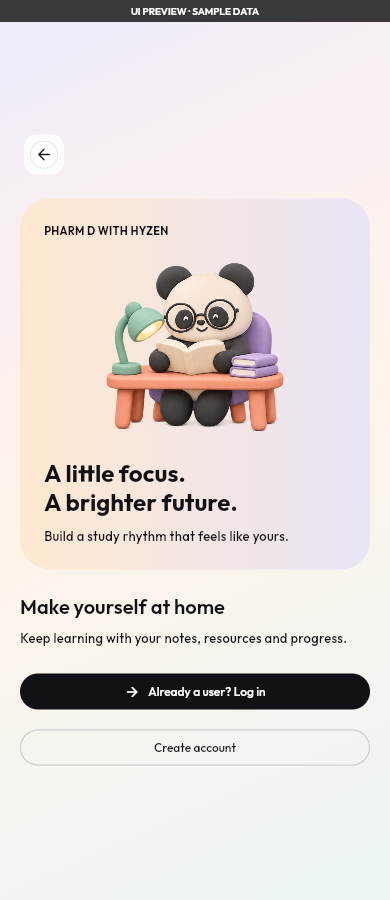 UI PREVIEW · SAMPLE DATA
PHARM D WITH HYZEN
A little focus.
A brighter future.
Build a study rhythm that feels like yours.
Make yourself at home
Keep learning with your notes, resources and progress.
Already a user? Log in
Create account